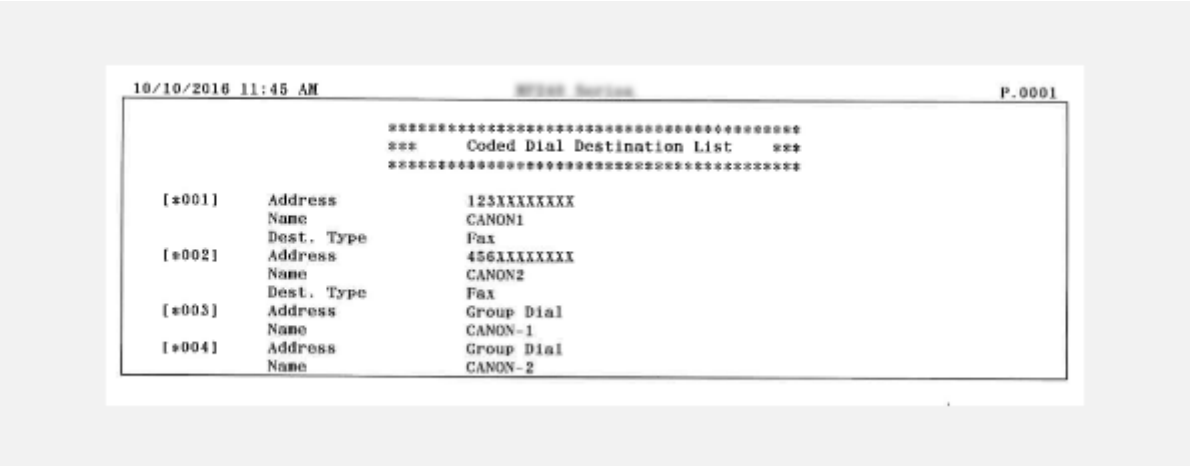 10/10/2016 11:45 AM P.0001
******************************************
*** Coded Dial Destination List ***
******************************************
[*001] Address 123XXXXXXXX
Name CANON1
Dest. Type Fax
[*002] Address 456XXXXXXXX
Name CANON2
Dest. Type Fax
[*003] Address Group Dial
Name CANON-1
[*004] Address Group Dial
Name CANON-2